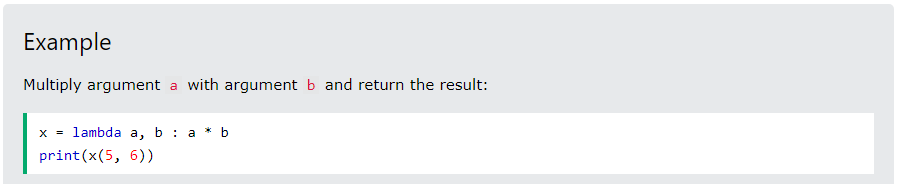 Example
Multiply argument a with argument b and return the result:
x = lambda a, b : a * b
print(x(5, 6))